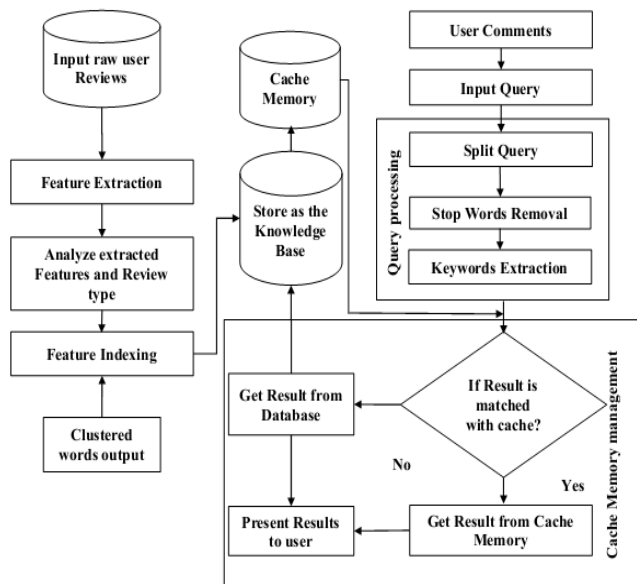 Input raw user
Reviews
Feature Extraction
Analyze extracted
Features and Review
type
Feature Indexing
Clustered
words output
Cache
Memory
Store as the
Knowledge
Base
User Comments
Input Query
Query processing
Split Query
Stop Words Removal
Keywords Extraction
Cache Memory management
If Result is
matched
with cache?
No
Yes
Get Result from
Database
Get Result from Cache
Memory
Present Results
to user